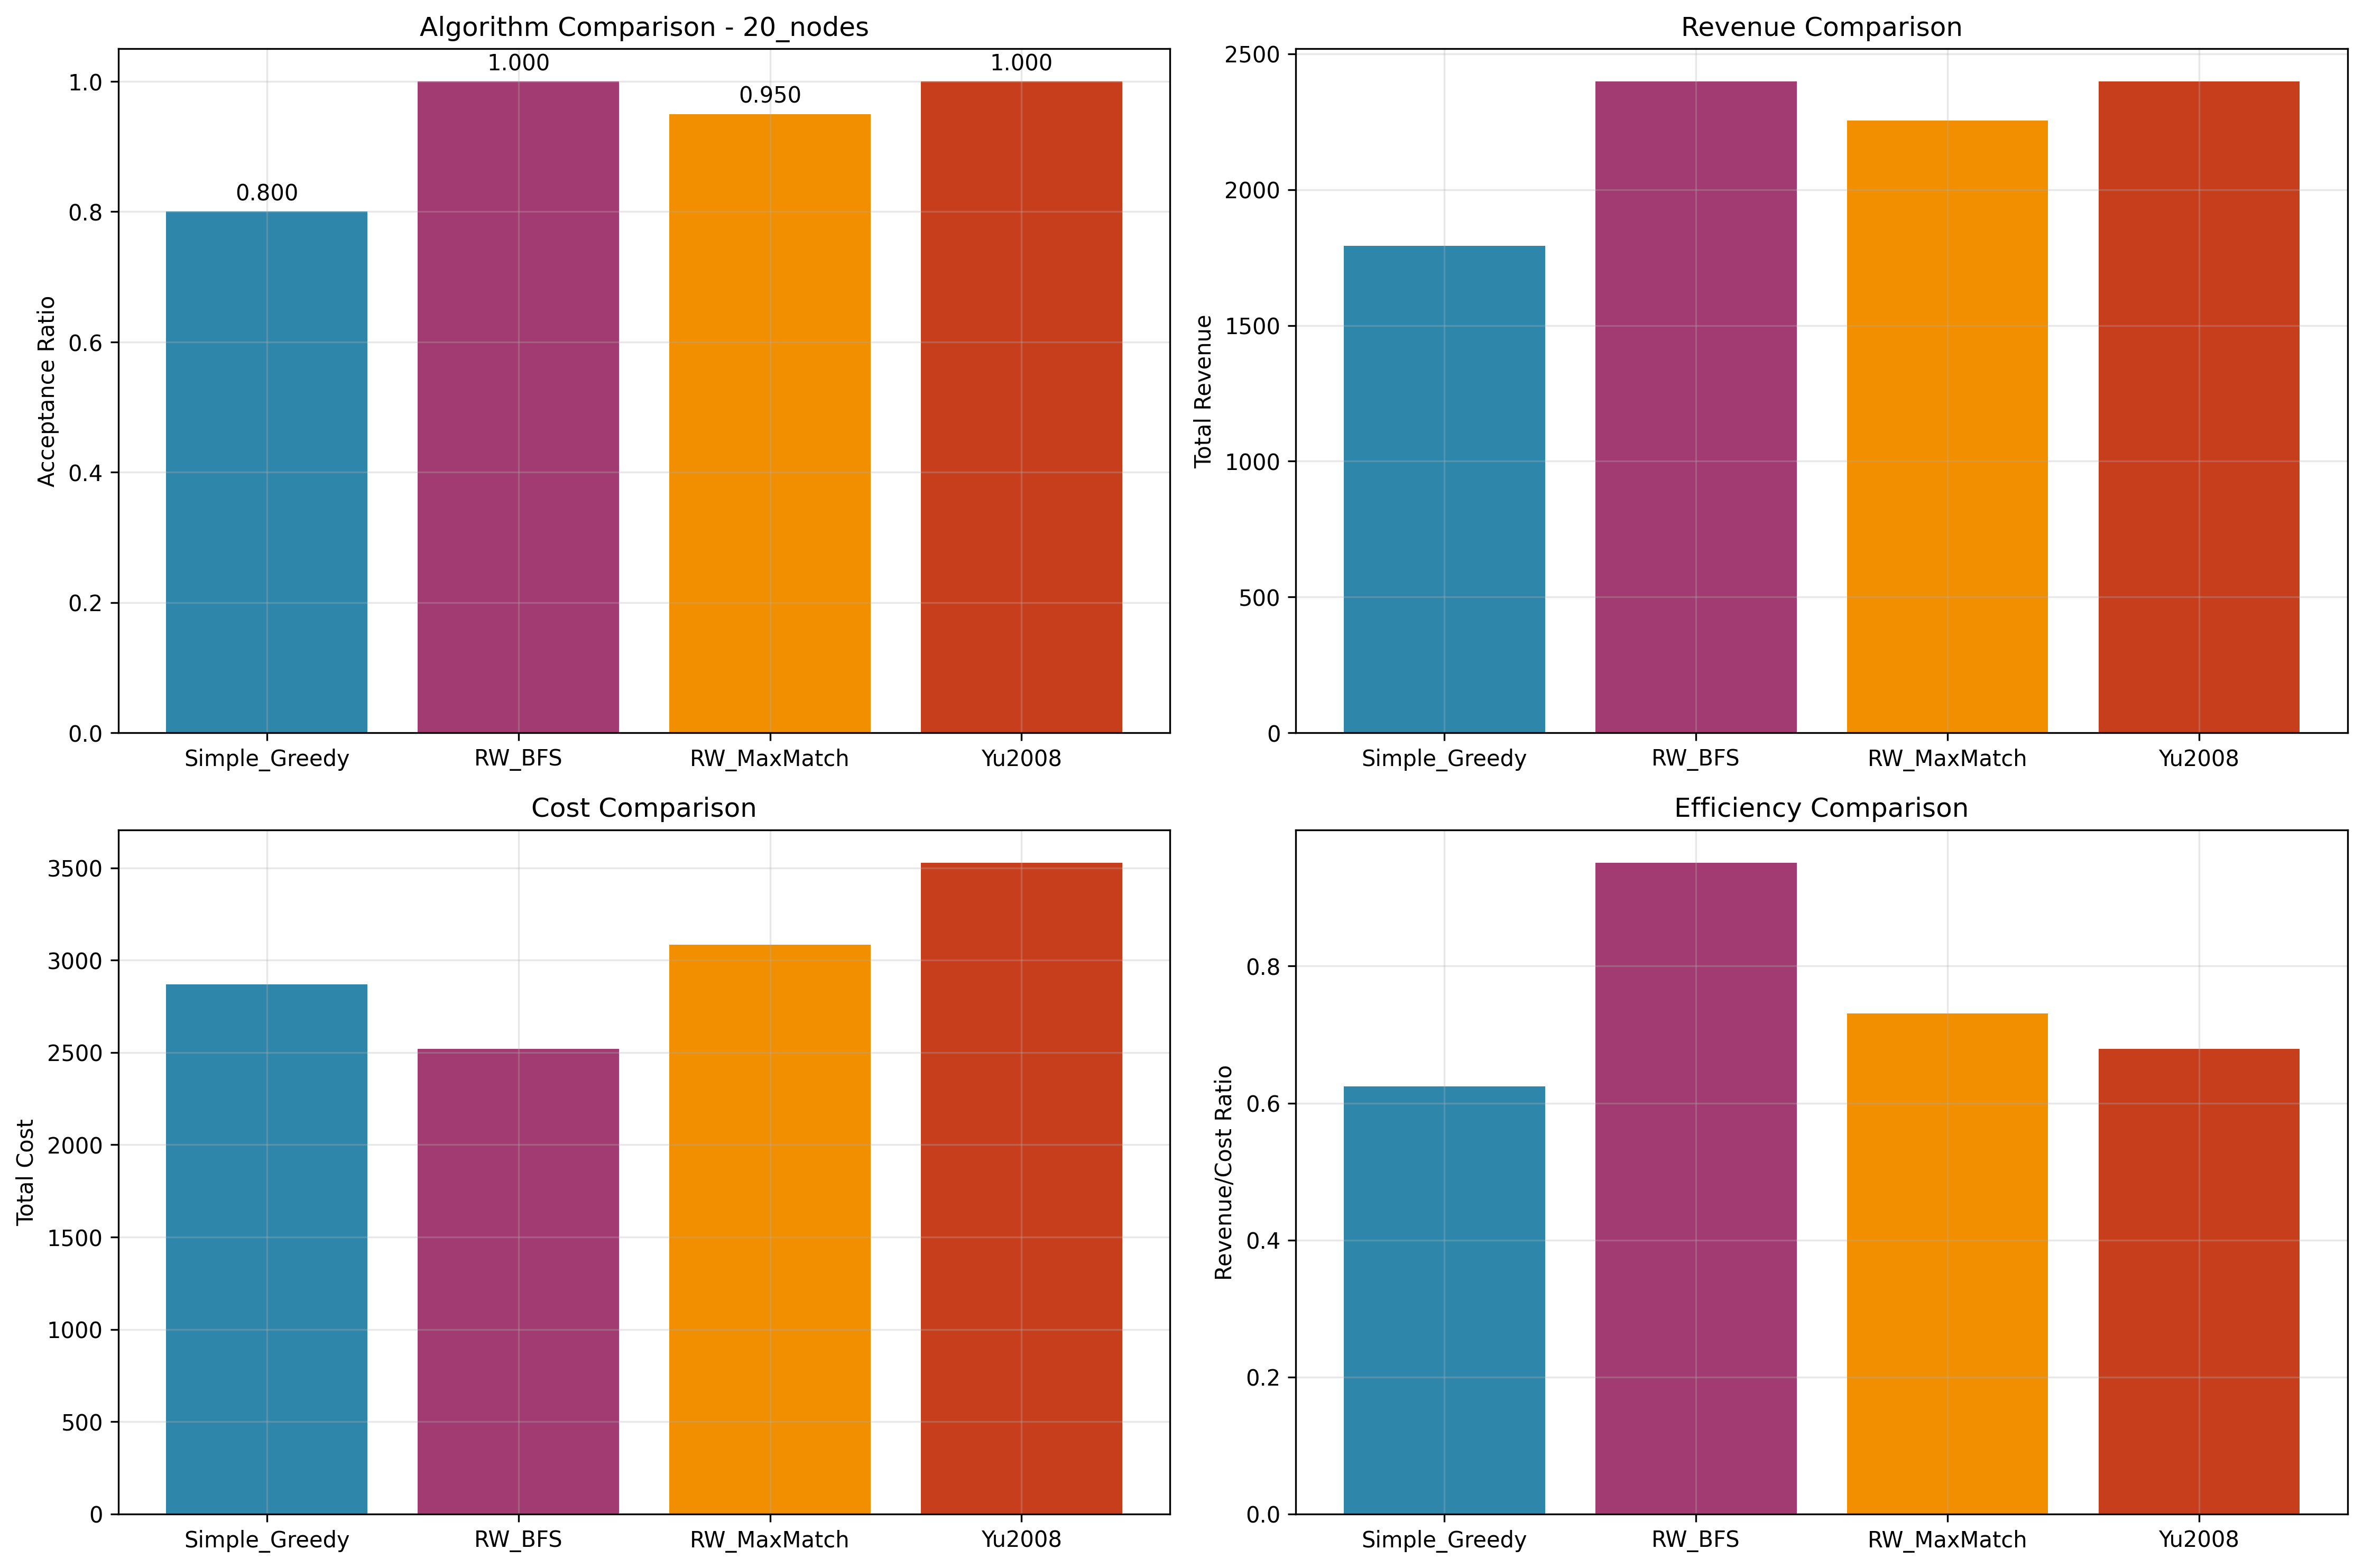 Algorithm Comparison - 20_nodes
Acceptance Ratio
1.0
0.8
0.6
0.4
0.2
0.0
0.800
1.000
0.950
1.000
Simple_Greedy
RW_BFS
RW_MaxMatch
Yu2008
Revenue Comparison
Total Revenue
2500
2000
1500
1000
500
0
Simple_Greedy
RW_BFS
RW_MaxMatch
Yu2008
Cost Comparison
Total Cost
3500
3000
2500
2000
1500
1000
500
0
Simple_Greedy
RW_BFS
RW_MaxMatch
Yu2008
Efficiency Comparison
Revenue/Cost Ratio
0.8
0.6
0.4
0.2
0.0
Simple_Greedy
RW_BFS
RW_MaxMatch
Yu2008